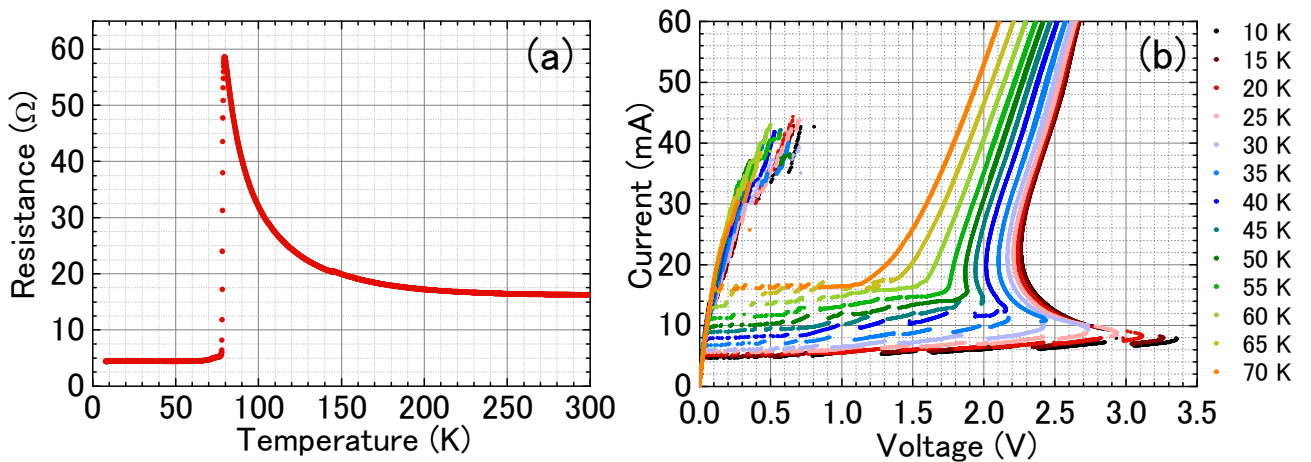 (a)
Resistance (Ω)
60
50
40
30
20
10
0
0 50 100 150 200 250 300
Temperature (K)
(b)
Current (mA)
60
50
40
30
20
10
0
0.0 0.5 1.0 1.5 2.0 2.5 3.0 3.5
Voltage (V)
10 K
15 K
20 K
25 K
30 K
35 K
40 K
45 K
50 K
55 K
60 K
65 K
70 K